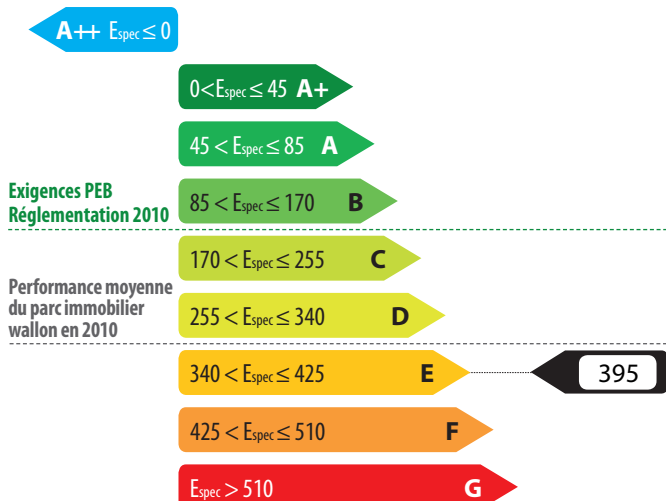 A++ Espec ≤ 0
0<Espec ≤ 45 A+
45 < Espec ≤ 85 A
Exigences PEB
Réglementation 2010
85 < Espec ≤ 170 B
170 < Espec ≤ 255 C
Performance moyenne
du parc immobilier
wallon en 2010
255 < Espec ≤ 340 D
340 < Espec ≤ 425 E 395
425 < Espec ≤ 510 F
Espec > 510 G